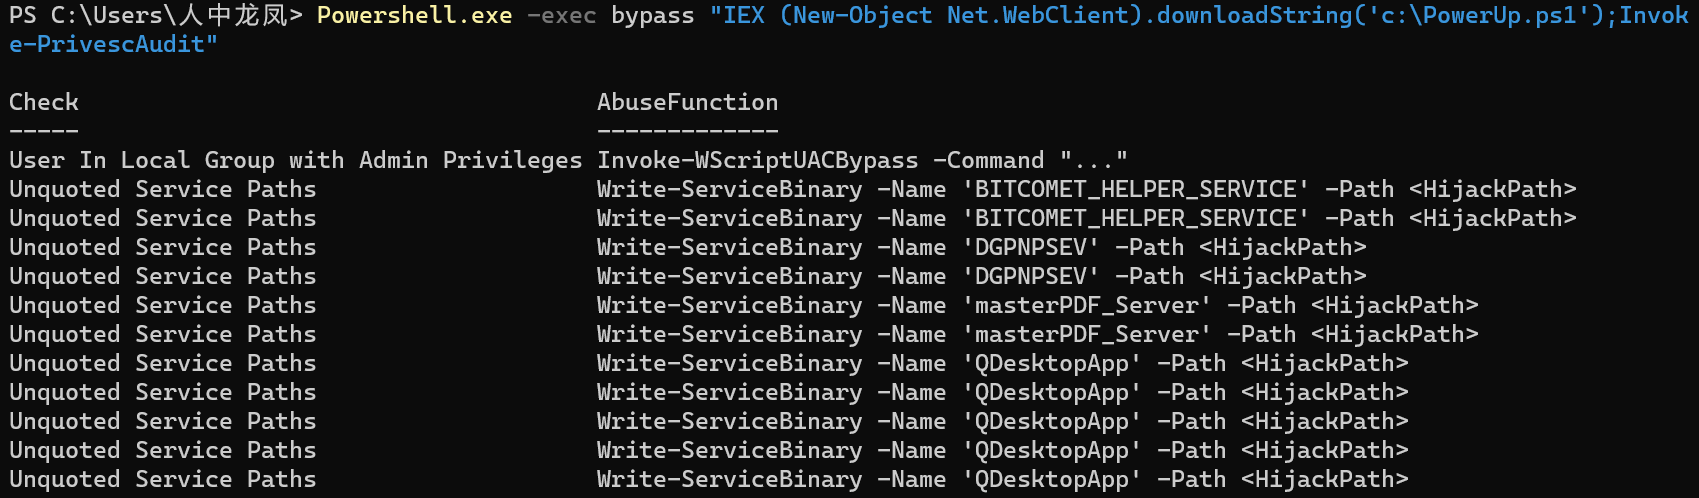 PS C:\Users\人中龙凤> Powershell.exe -exec bypass "IEX (New-Object Net.WebClient).downloadString('c:\PowerUp.ps1');Invok
e-PrivescAudit"
Check                                     AbuseFunction
-----                                     -------------
User In Local Group with Admin Privileges Invoke-WScriptUACBypass -Command "..."
Unquoted Service Paths                    Write-ServiceBinary -Name 'BITCOMET_HELPER_SERVICE' -Path <HijackPath>
Unquoted Service Paths                    Write-ServiceBinary -Name 'BITCOMET_HELPER_SERVICE' -Path <HijackPath>
Unquoted Service Paths                    Write-ServiceBinary -Name 'DGPNPSEV' -Path <HijackPath>
Unquoted Service Paths                    Write-ServiceBinary -Name 'DGPNPSEV' -Path <HijackPath>
Unquoted Service Paths                    Write-ServiceBinary -Name 'masterPDF_Server' -Path <HijackPath>
Unquoted Service Paths                    Write-ServiceBinary -Name 'masterPDF_Server' -Path <HijackPath>
Unquoted Service Paths                    Write-ServiceBinary -Name 'QDesktopApp' -Path <HijackPath>
Unquoted Service Paths                    Write-ServiceBinary -Name 'QDesktopApp' -Path <HijackPath>
Unquoted Service Paths                    Write-ServiceBinary -Name 'QDesktopApp' -Path <HijackPath>
Unquoted Service Paths                    Write-ServiceBinary -Name 'QDesktopApp' -Path <HijackPath>
Unquoted Service Paths                    Write-ServiceBinary -Name 'QDesktopApp' -Path <HijackPath>